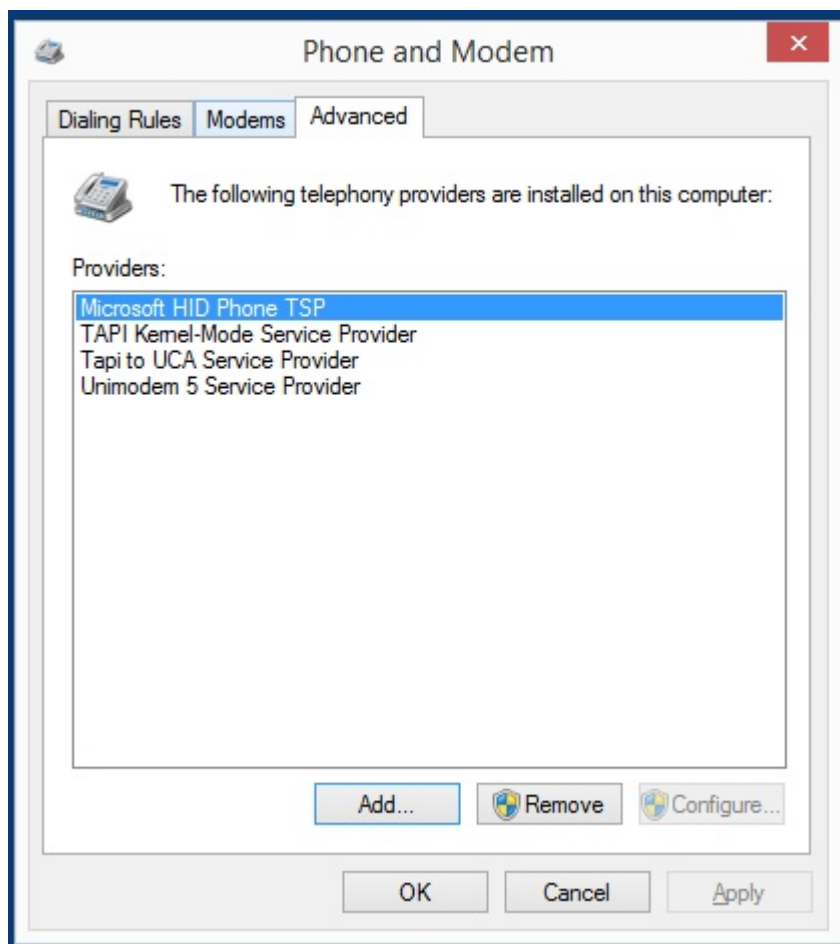 Phone and Modem
Dialing Rules Modems Advanced
The following telephony providers are installed on this computer:
Providers:
Microsoft HID Phone TSP
TAPI Kernel-Mode Service Provider
Tapi to UCA Service Provider
Unimodem 5 Service Provider
Add... Remove Configure...
OK Cancel Apply